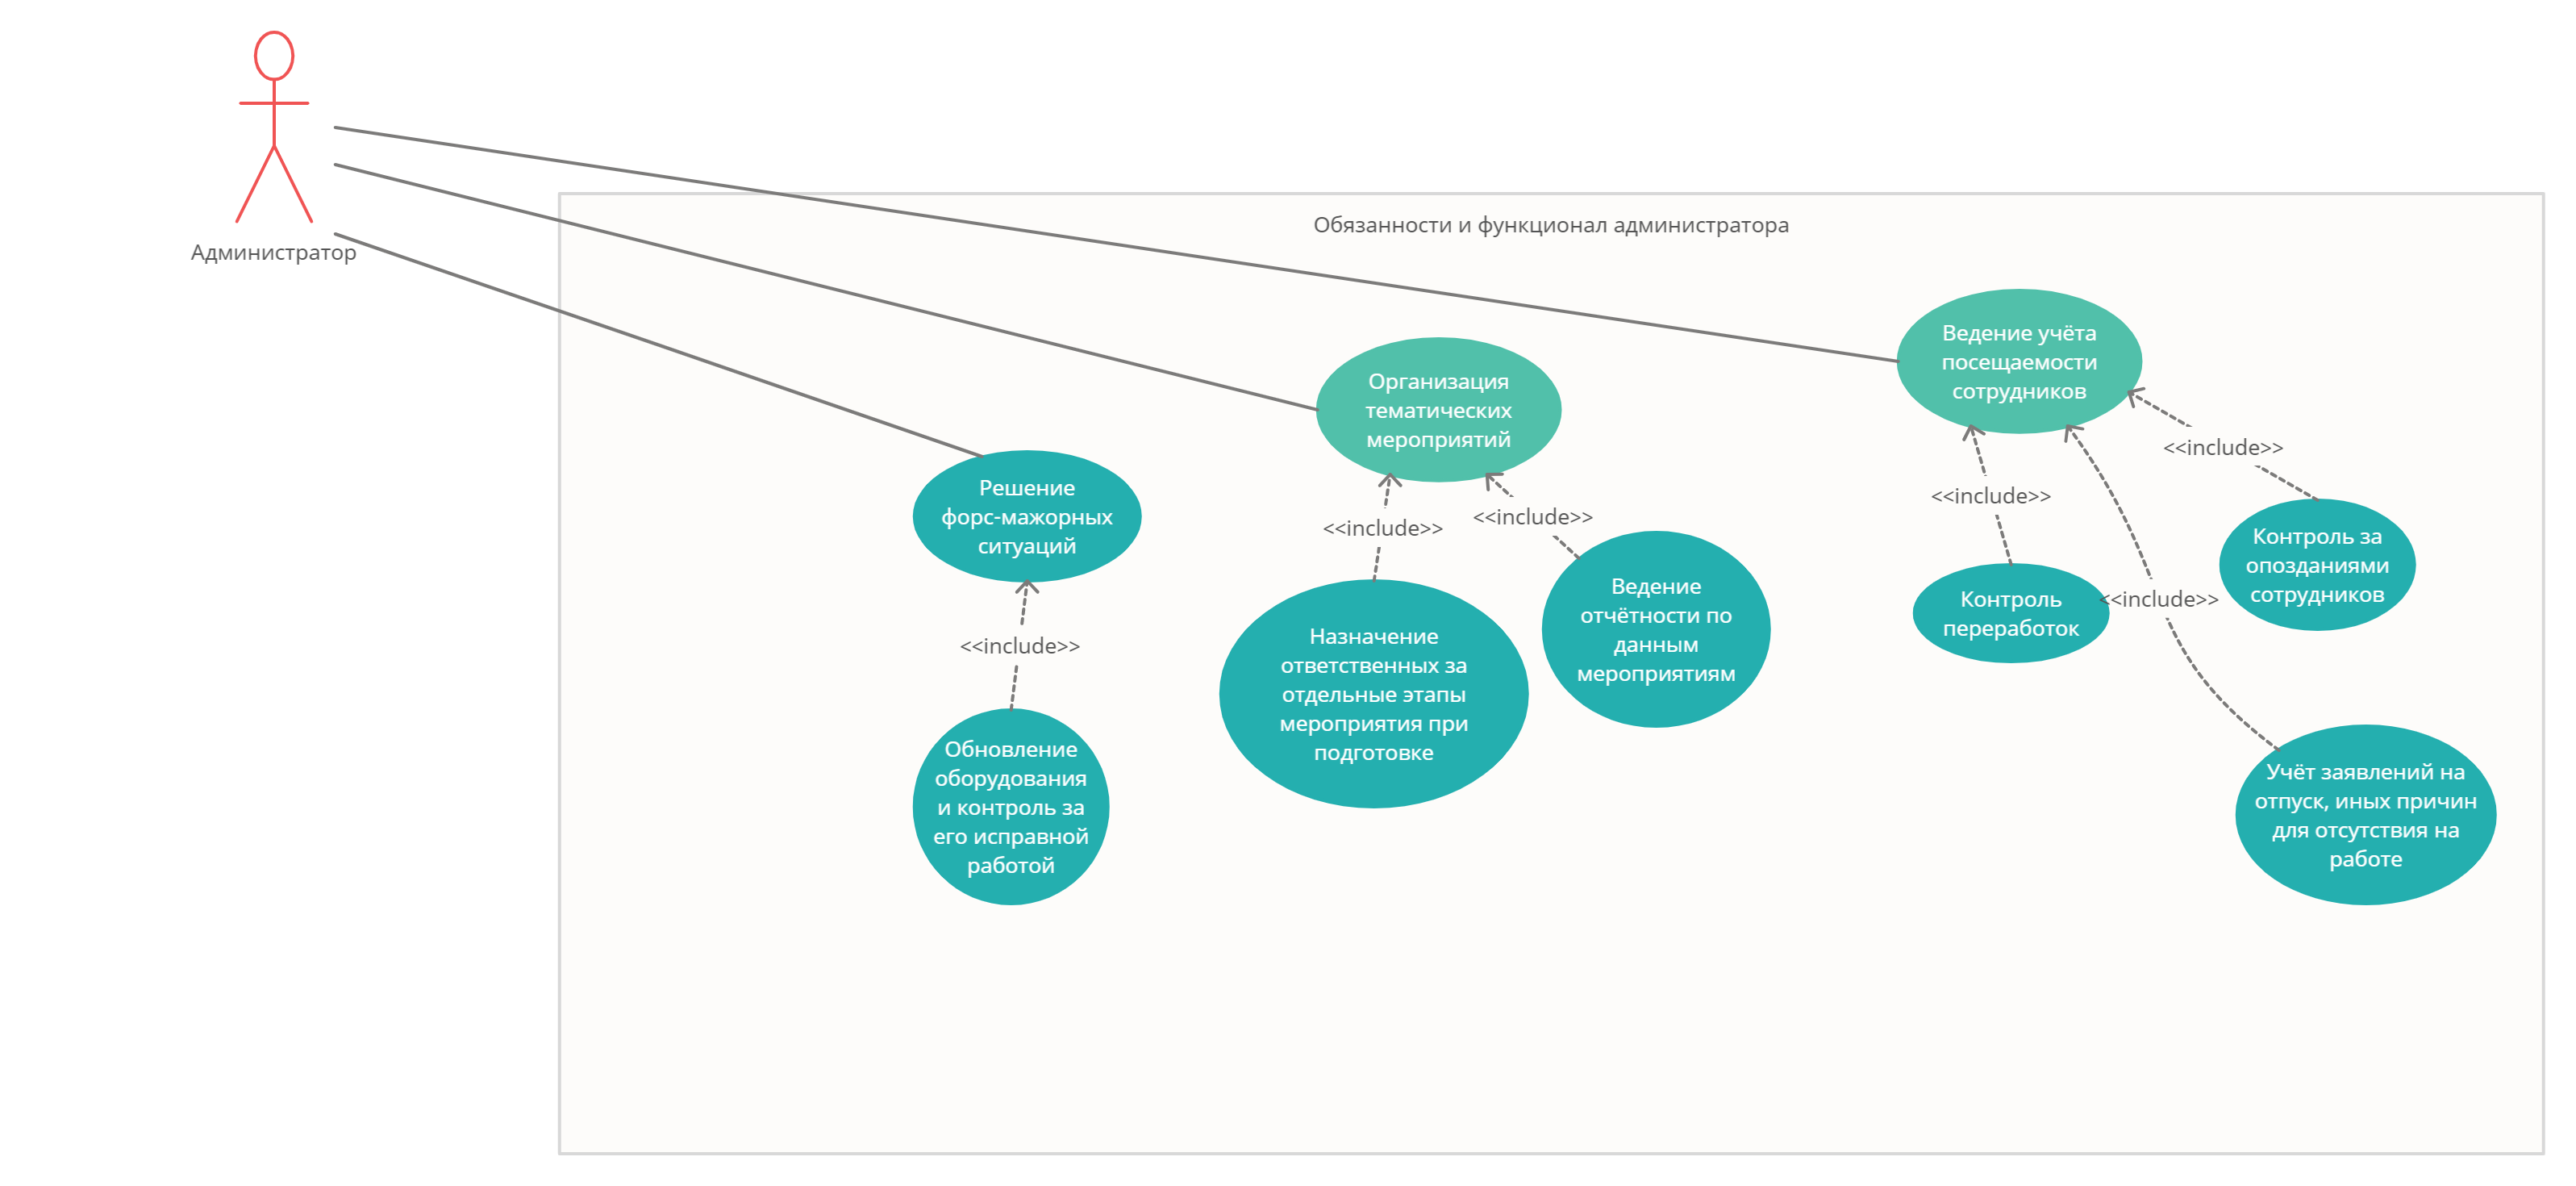 Администратор
Обязанности и функционал администратора
Ведение учёта
посещаемости
сотрудников
Организация
тематических
мероприятий
Решение
форс-мажорных
ситуаций
<<include>>
<<include>>
<<include>>
<<include>>
<<include>>
<<include>>
Контроль за
опозданиями
сотрудников
Контроль
переработок
Ведение
отчётности по
данным
мероприятиям
Назначение
ответственных за
отдельные этапы
мероприятия при
подготовке
Обновление
оборудования
и контроль за
его исправной
работой
Учёт заявлений на
отпуск, иных причин
для отсутствия на
работе